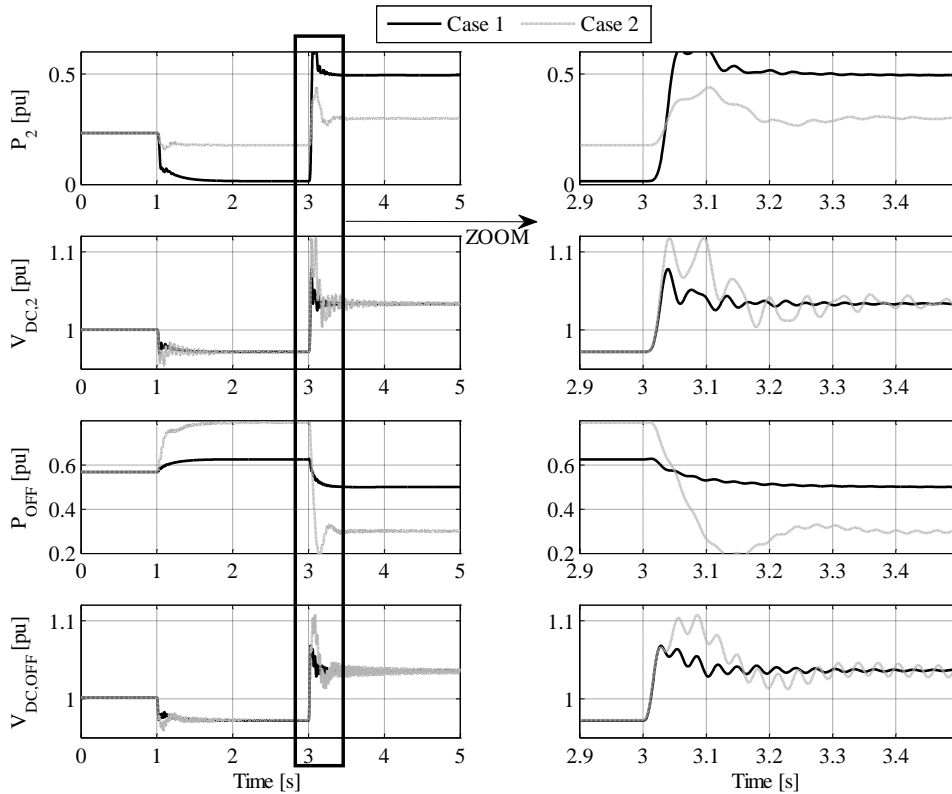 Case 1 Case 2
P2 [pu]
0.5
0
0 1 2 3 4 5
0.5
0
2.9 3 3.1 3.2 3.3 3.4
ZOOM
VDC,2 [pu]
1.1
1
0 1 2 3 4 5
1.1
1
2.9 3 3.1 3.2 3.3 3.4
POFF [pu]
0.6
0.4
0.2
0 1 2 3 4 5
0.6
0.4
0.2
2.9 3 3.1 3.2 3.3 3.4
VDC,OFF [pu]
1.1
1
0 1 2 3 4 5
Time [s]
1.1
1
2.9 3 3.1 3.2 3.3 3.4
Time [s]